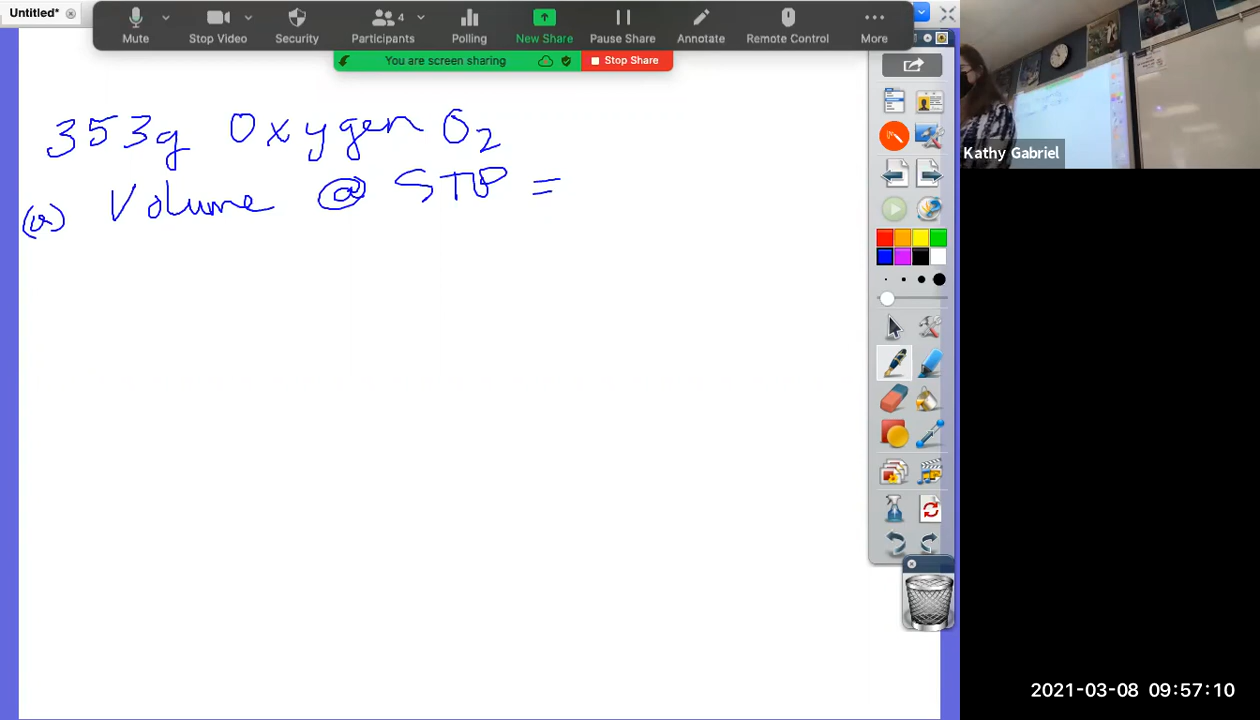 Untitled*
Mute
Stop Video
Security
4
Participants
Polling
New Share
Pause Share
Annotate
Remote Control
More
You are screen sharing
Stop Share
353g Oxygen O2
(a) Volume @ STP =
Kathy Gabriel
2021-03-08 09:57:10